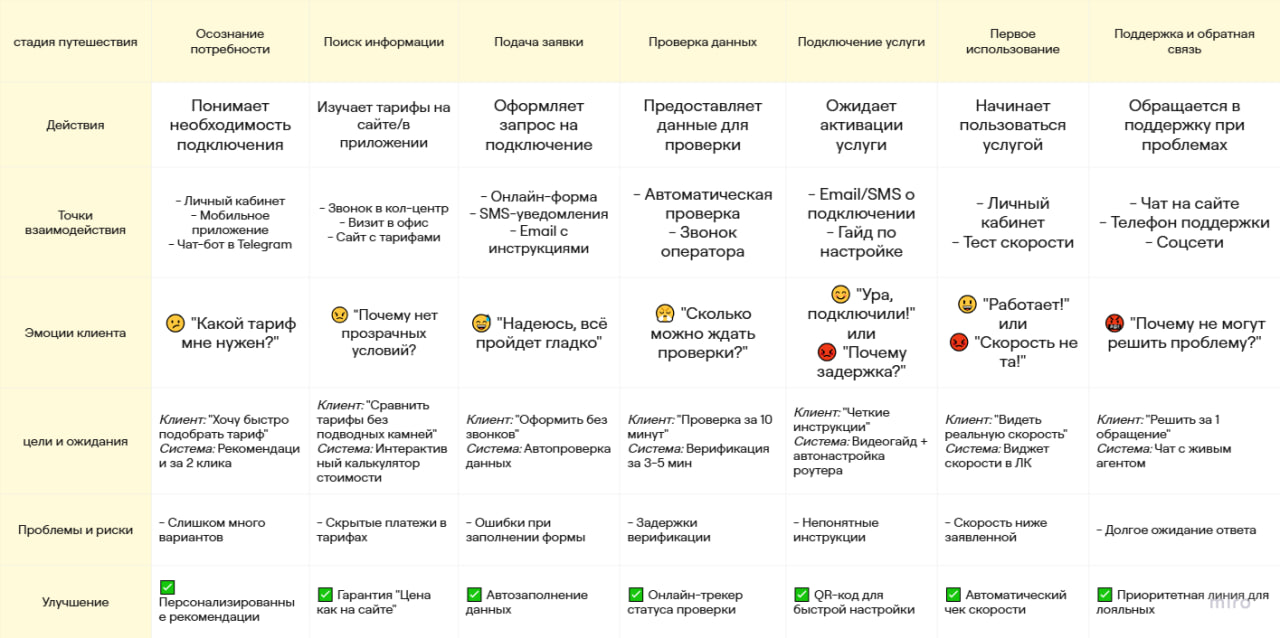 стадия путешествия
Осознание
потребности
Поиск информации
Подача заявки
Проверка данных
Подключение услуги
Первое
использование
Поддержка и обратная
связь
Действия
Понимает
необходимость
подключения
Изучает тарифы на
сайте/в
приложении
Оформляет
запрос на
подключение
Предоставляет
данные для
проверки
Ожидает
активации
услуги
Начинает
пользоваться
услугой
Обращается в
поддержку при
проблемах
Точки
взаимодействия
- Личный кабинет
- Мобильное
приложение
- Чат-бот в Telegram
- Звонок в кол-центр
- Визит в офис
- Сайт с тарифами
- Онлайн-форма
- SMS-уведомления
- Email с
инструкциями
- Автоматическая
проверка
- Звонок
оператора
- Email/SMS о
подключении
- Гайд по
настройке
- Личный
кабинет
- Тест скорости
- Чат на сайте
- Телефон поддержки
- Соцсети
Эмоции клиента
😕 "Какой тариф
мне нужен?"
😠 "Почему нет
прозрачных
условий?
😅 "Надеюсь, всё
пройдет гладко"
😤 "Сколько
можно ждать
проверки?"
😊 "Ура,
подключили!"
или
😡 "Почему
задержка?"
😃 "Работает!"
или
😡 "Скорость не
та!"
🤬 "Почему не могут
решить проблему?"
цели и ожидания
Клиент: "Хочу быстро
подобрать тариф"
Система: Рекомендаци
и за 2 клика
Клиент: "Сравнить
тарифы без
подводных камней"
Система: Интерактив
ный калькулятор
стоимости
Клиент: "Оформить без
звонков"
Система: Автопроверка
данных
Клиент: "Проверка за 10
минут"
Система: Верификация
за 3-5 мин
Клиент: "Четкие
инструкции"
Система: Видеогайд +
автонастройка
роутера
Клиент: "Видеть
реальную скорость"
Система: Виджет
скорости в ЛК
Клиент: "Решить за 1
обращение"
Система: Чат с живым
агентом
Проблемы и риски
- Слишком много
вариантов
- Скрытые платежи в
тарифах
- Ошибки при
заполнении формы
- Задержки
верификации
- Непонятные
инструкции
- Скорость ниже
заявленной
- Долгое ожидание ответа
Улучшение
✅
Персонализированны
е рекомендации
✅ Гарантия "Цена
как на сайте"
✅ Автозаполнение
данных
✅ Онлайн-трекер
статуса проверки
✅ QR-код для
быстрой настройки
✅ Автоматический
чек скорости
✅ Приоритетная линия для
лояльных
miro